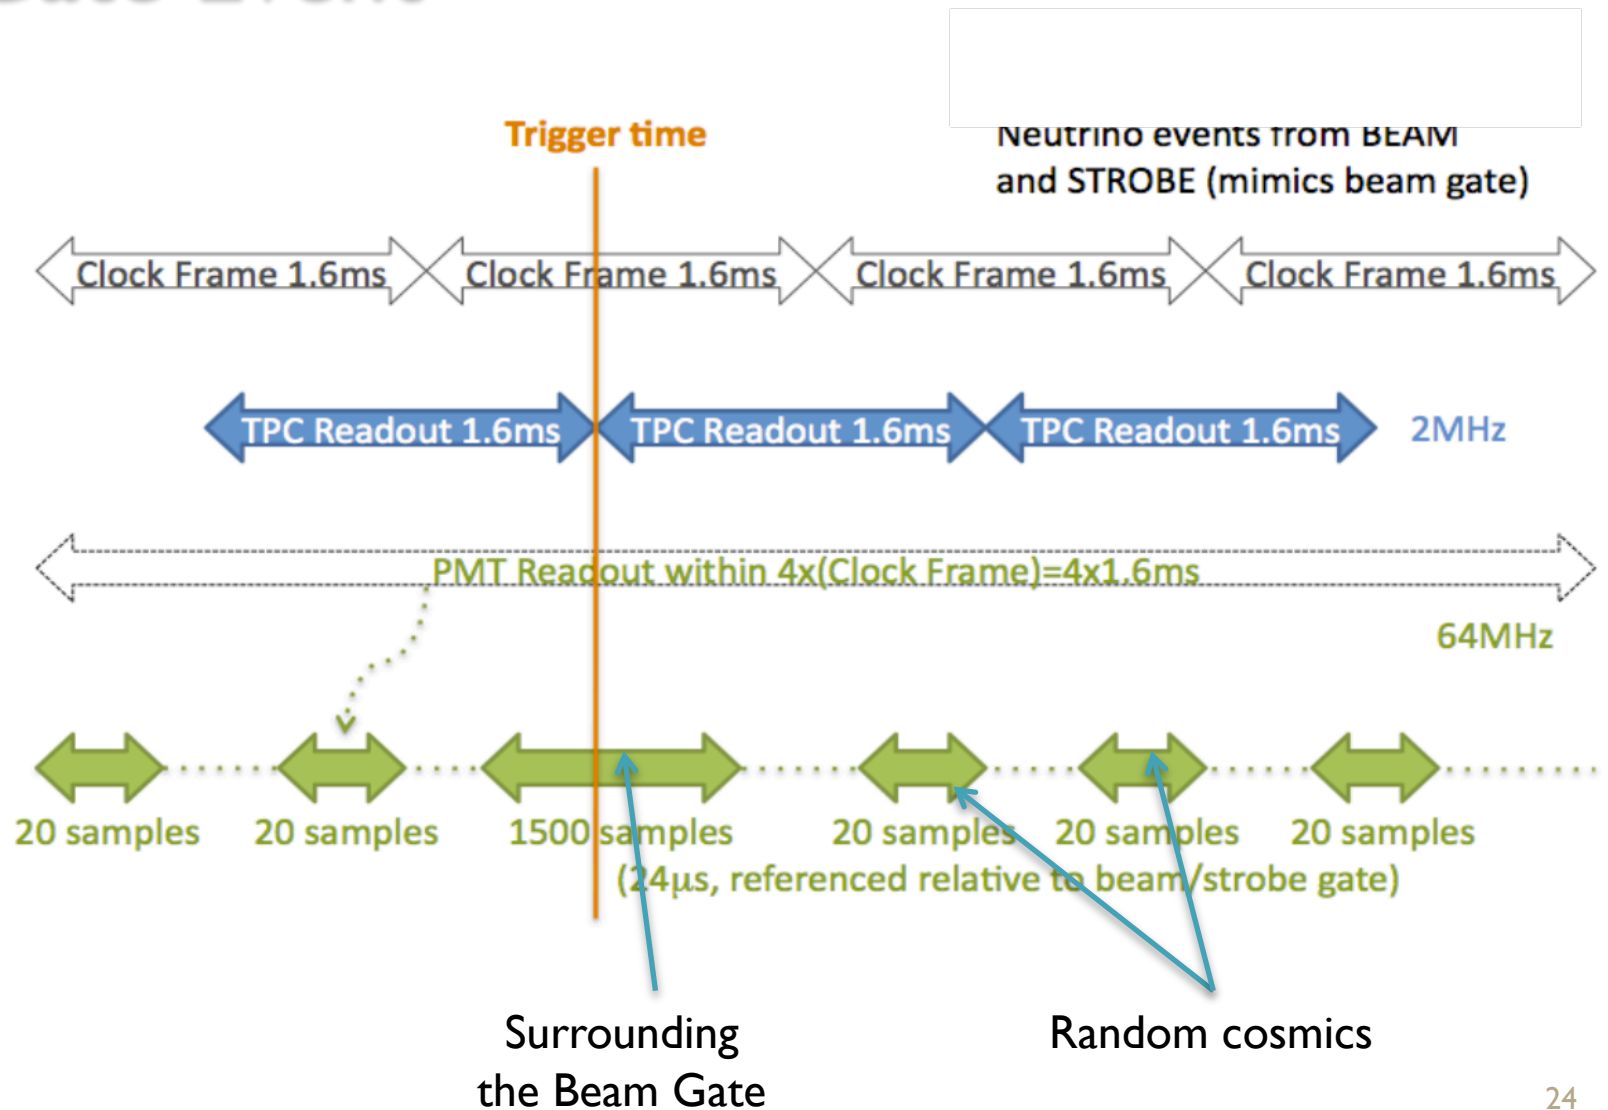 Trigger time
Neutrino events from BEAM
and STROBE (mimics beam gate)
Clock Frame 1.6ms Clock Frame 1.6ms Clock Frame 1.6ms Clock Frame 1.6ms
TPC Readout 1.6ms TPC Readout 1.6ms TPC Readout 1.6ms 2MHz
PMT Readout within 4x(Clock Frame)=4x1.6ms
64MHz
20 samples 20 samples 1500 samples 20 samples 20 samples 20 samples
(24μs, referenced relative to beam/strobe gate)
Surrounding
the Beam Gate
Random cosmics
24